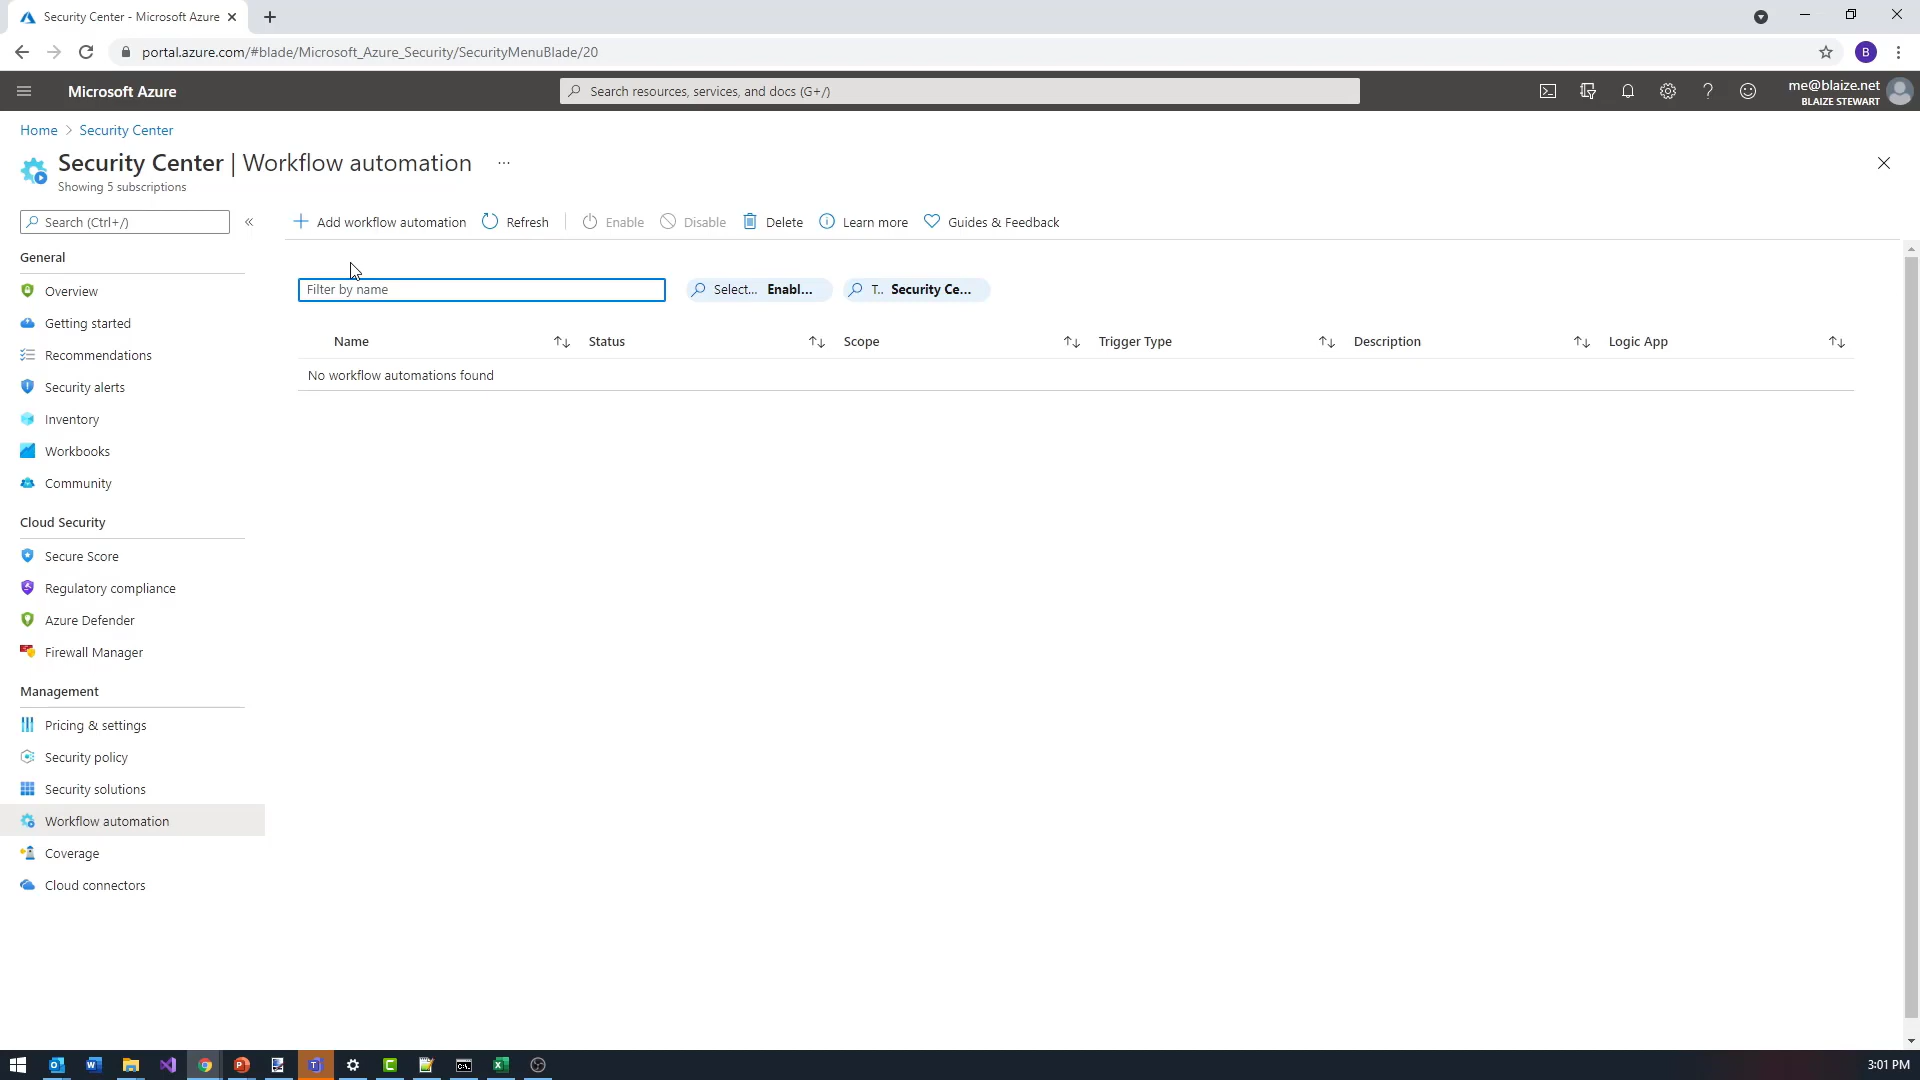 Security Center - Microsoft Azure
portal.azure.com/#blade/Microsoft_Azure_Security/SecurityMenuBlade/20
B
Microsoft Azure
Search resources, services, and docs (G+/)
me@blaize.net
BLAIZE STEWART
Home > Security Center
Security Center | Workflow automation ...
Showing 5 subscriptions
Search (Ctrl+/)
«
Add workflow automation
Refresh
Enable
Disable
Delete
Learn more
Guides & Feedback
General
Overview
Getting started
Recommendations
Security alerts
Inventory
Workbooks
Community
Cloud Security
Secure Score
Regulatory compliance
Azure Defender
Firewall Manager
Management
Pricing & settings
Security policy
Security solutions
Workflow automation
Coverage
Cloud connectors
Filter by name
Select... Enabl...
T.. Security Ce...
Name
Status
Scope
Trigger Type
Description
Logic App
No workflow automations found
3:01 PM